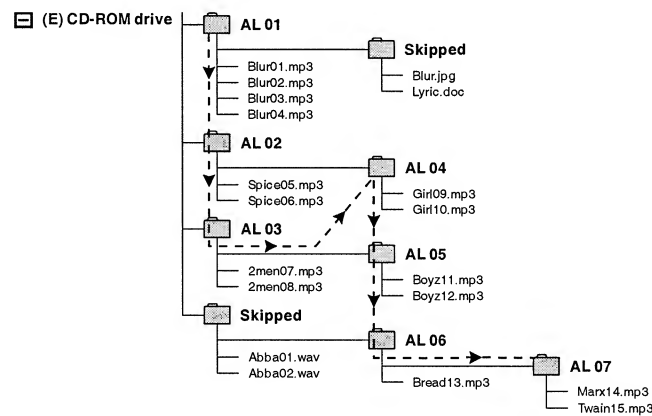 (E) CD-ROM drive
AL 01
Skipped
Blur01.mp3
Blur02.mp3
Blur03.mp3
Blur04.mp3
Blur.jpg
Lyric.doc
AL 02
AL 04
Spice05.mp3
Spice06.mp3
Girl09.mp3
Girl10.mp3
AL 03
AL 05
2men07.mp3
2men08.mp3
Boyz11.mp3
Boyz12.mp3
Skipped
AL 06
Abba01.wav
Abba02.wav
Bread13.mp3
AL 07
Marx14.mp3
Twain15.mp3